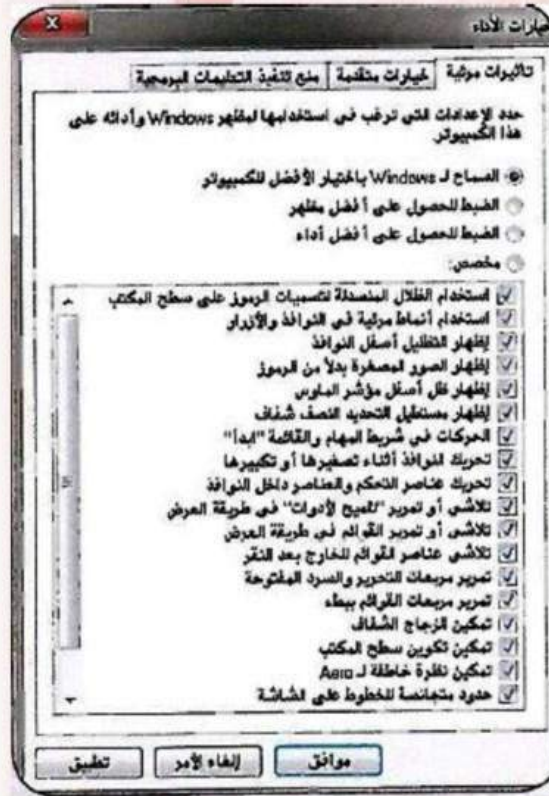 خيارات الأداء
تأثيرات مرئية
خيارات متقدمة
منع تنفيذ التعليمات البرمجية
حدد الإعدادات التي ترغب في استخدامها لمظهر Windows وأدائه على
هذا الكمبيوتر.
السماح لـ Windows باختيار الأفضل للكمبيوتر
الضبط للحصول على أفضل مظهر
الضبط للحصول على أفضل أداء
مخصص:
استخدام الظلال المنسدلة لتسميات الرموز على سطح المكتب
استخدام أنماط مرئية في النوافذ والأزرار
إظهار التظليل أسفل النوافذ
إظهار الصور المصغرة بدلاً من الرموز
إظهار ظل أسفل مؤشر الماوس
إظهار مستطيل التحديد النصف شفاف
الحركات في شريط المهام والقائمة "ابدأ"
تحريك النوافذ أثناء تصغيرها أو تكبيرها
تحريك عناصر التحكم والعناصر داخل النوافذ
تلاشي أو تمرير "تلميح الأدوات" في طريقة العرض
تلاشي أو تمرير القوائم في طريقة العرض
تلاشي عناصر القوائم للخارج بعد النقر
تمرير مربعات التحرير والسرد المفتوحة
تمرير مربعات القوائم ببطء
تمكين الزجاج الشفاف
تمكين تكوين سطح المكتب
تمكين نظرة خاطفة لـ Aero
حدود متجانسة للخطوط على الشاشة
موافق
إلغاء الأمر
تطبيق